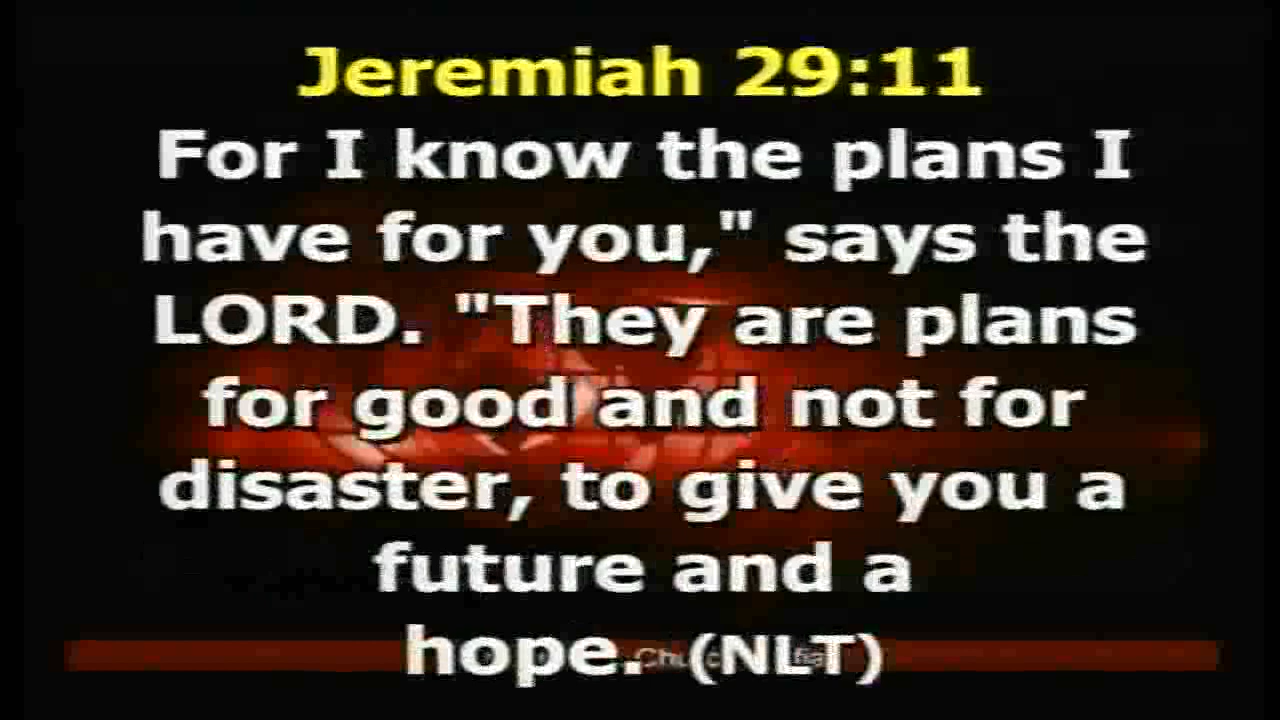 Jeremiah 29:11
For I know the plans I
have for you," says the
LORD. "They are plans
for good and not for
disaster, to give you a
future and a
hope. (NLT)